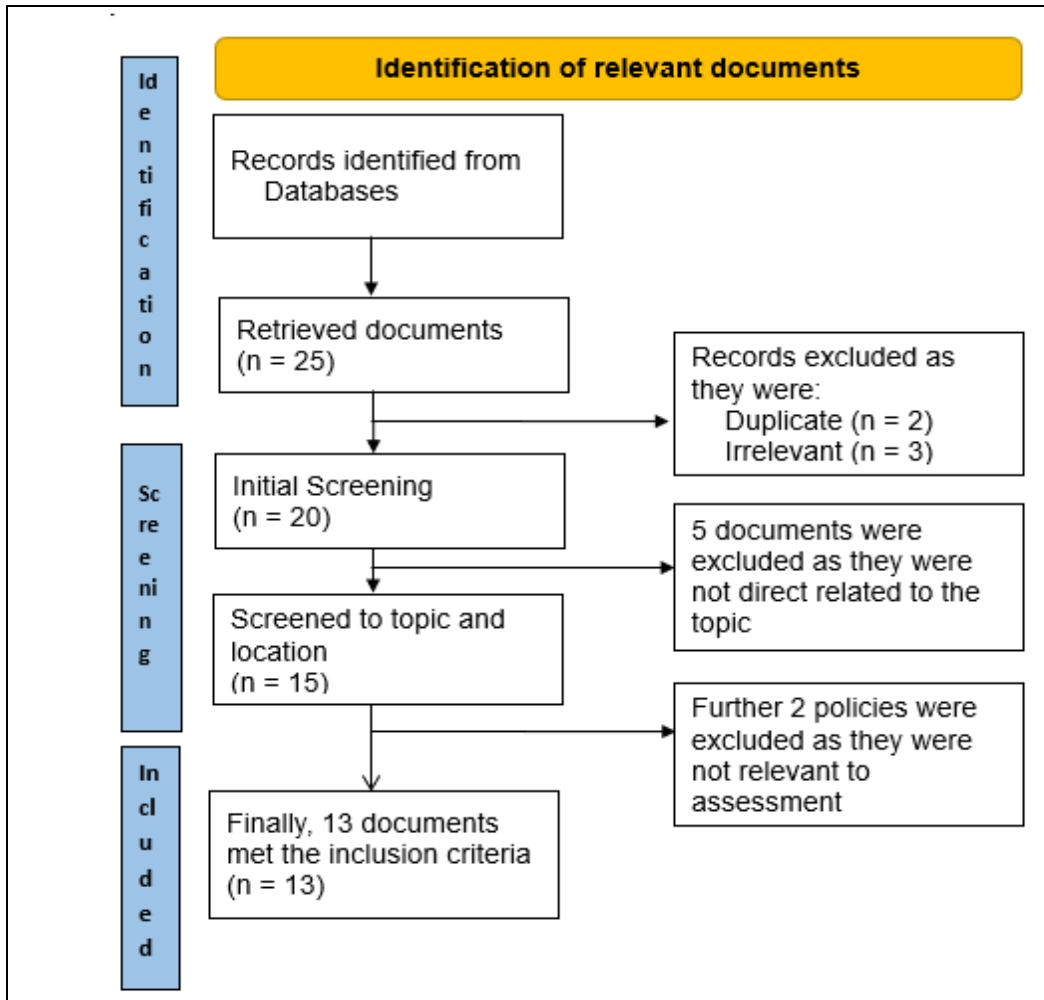 Identification of relevant documents
Id
e
n
ti
fi
c
a
ti
o
n
Records identified from
Databases
Retrieved documents
(n = 25)
Records excluded as
they were:
Duplicate (n = 2)
Irrelevant (n = 3)
Sc
re
e
ni
n
g
Initial Screening
(n = 20)
5 documents were
excluded as they were
not direct related to the
topic
Screened to topic and
location
(n = 15)
Further 2 policies were
excluded as they were
not relevant to
assessment
In
cl
u
d
e
d
Finally, 13 documents
met the inclusion criteria
(n = 13)